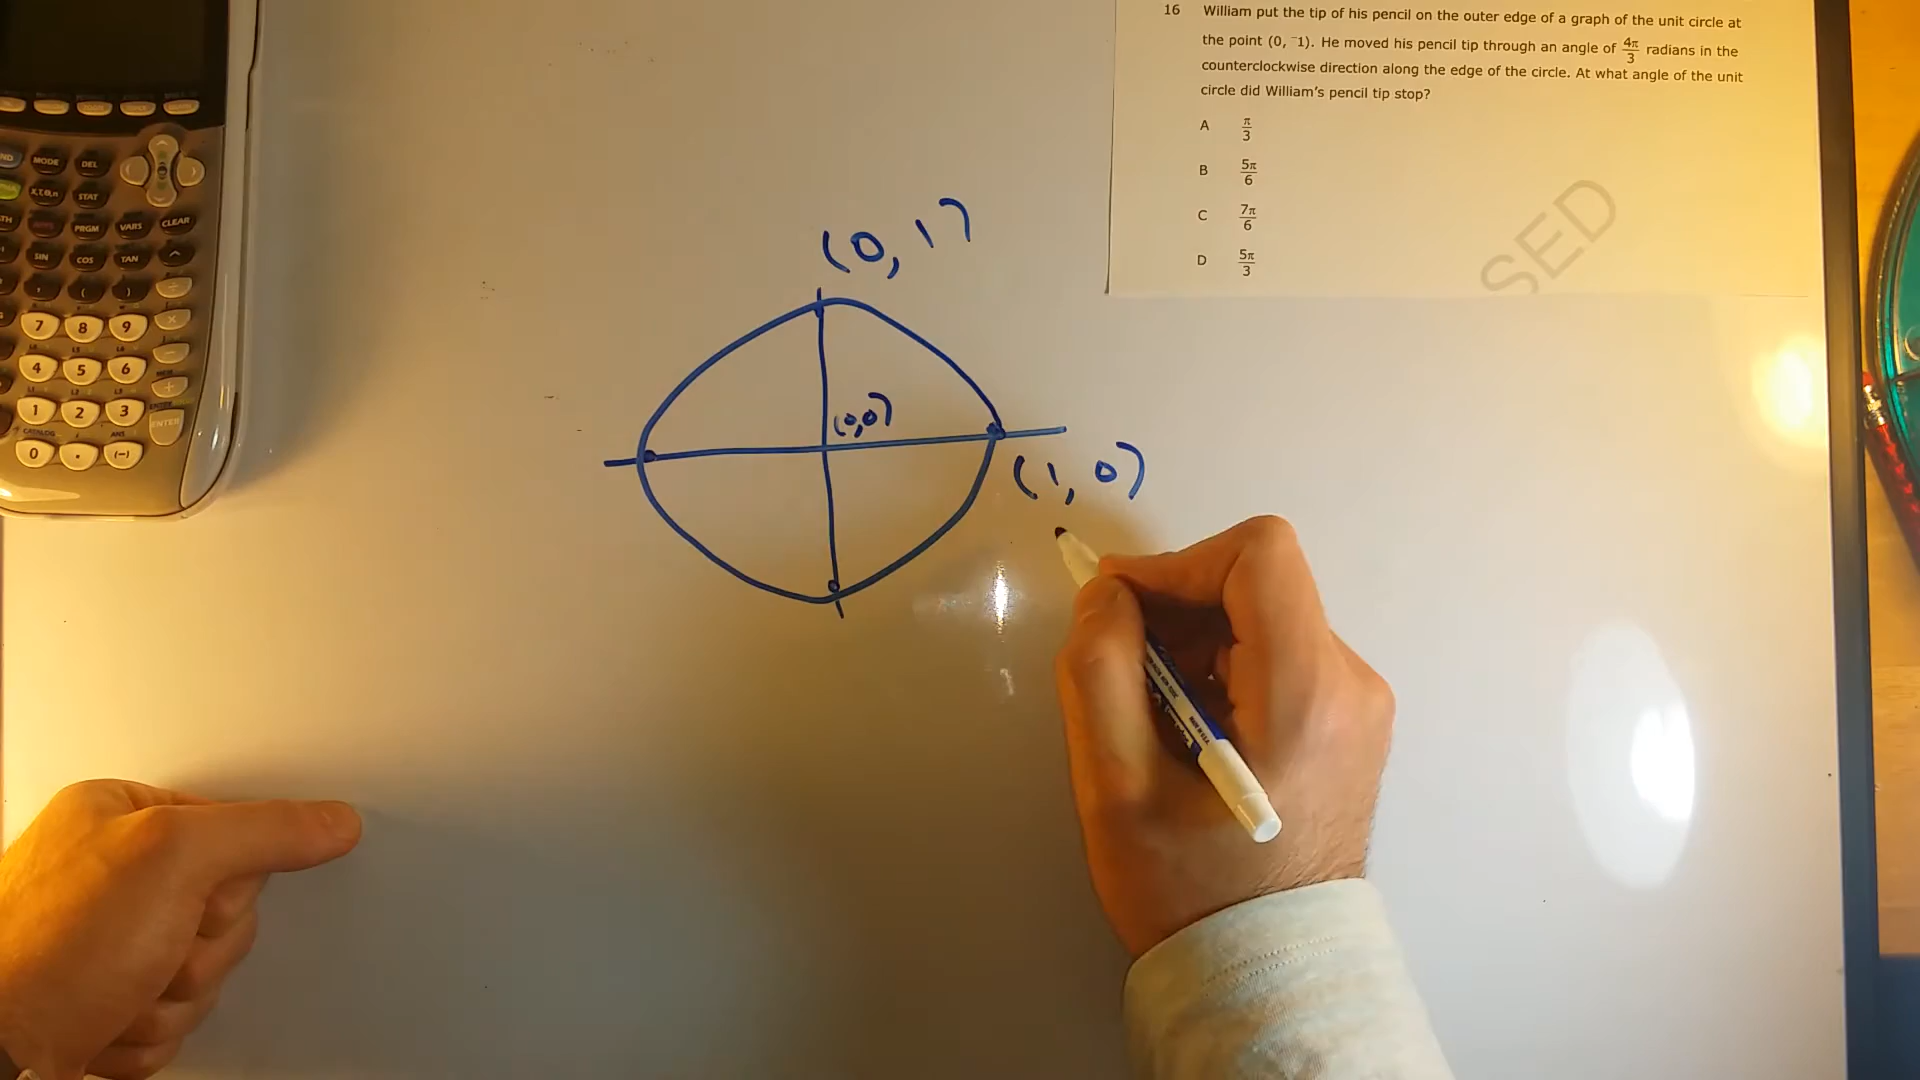 16 William put the tip of his pencil on the outer edge of a graph of the unit circle at
the point (0, ⁻1). He moved his pencil tip through an angle of 4π/3 radians in the
counterclockwise direction along the edge of the circle. At what angle of the unit
circle did William's pencil tip stop?
A π/3
B 5π/6
C 7π/6
D 5π/3
SED
(0, 1)
(0,0)
(1, 0)
MODE DEL
X,T,Θ,n STAT
PRGM VARS CLEAR
SIN COS TAN ^
, ( ) ÷
7 8 9 ×
4 5 6 −
1 2 3 +
ENTER
CATALOG ANS
0 . (−)